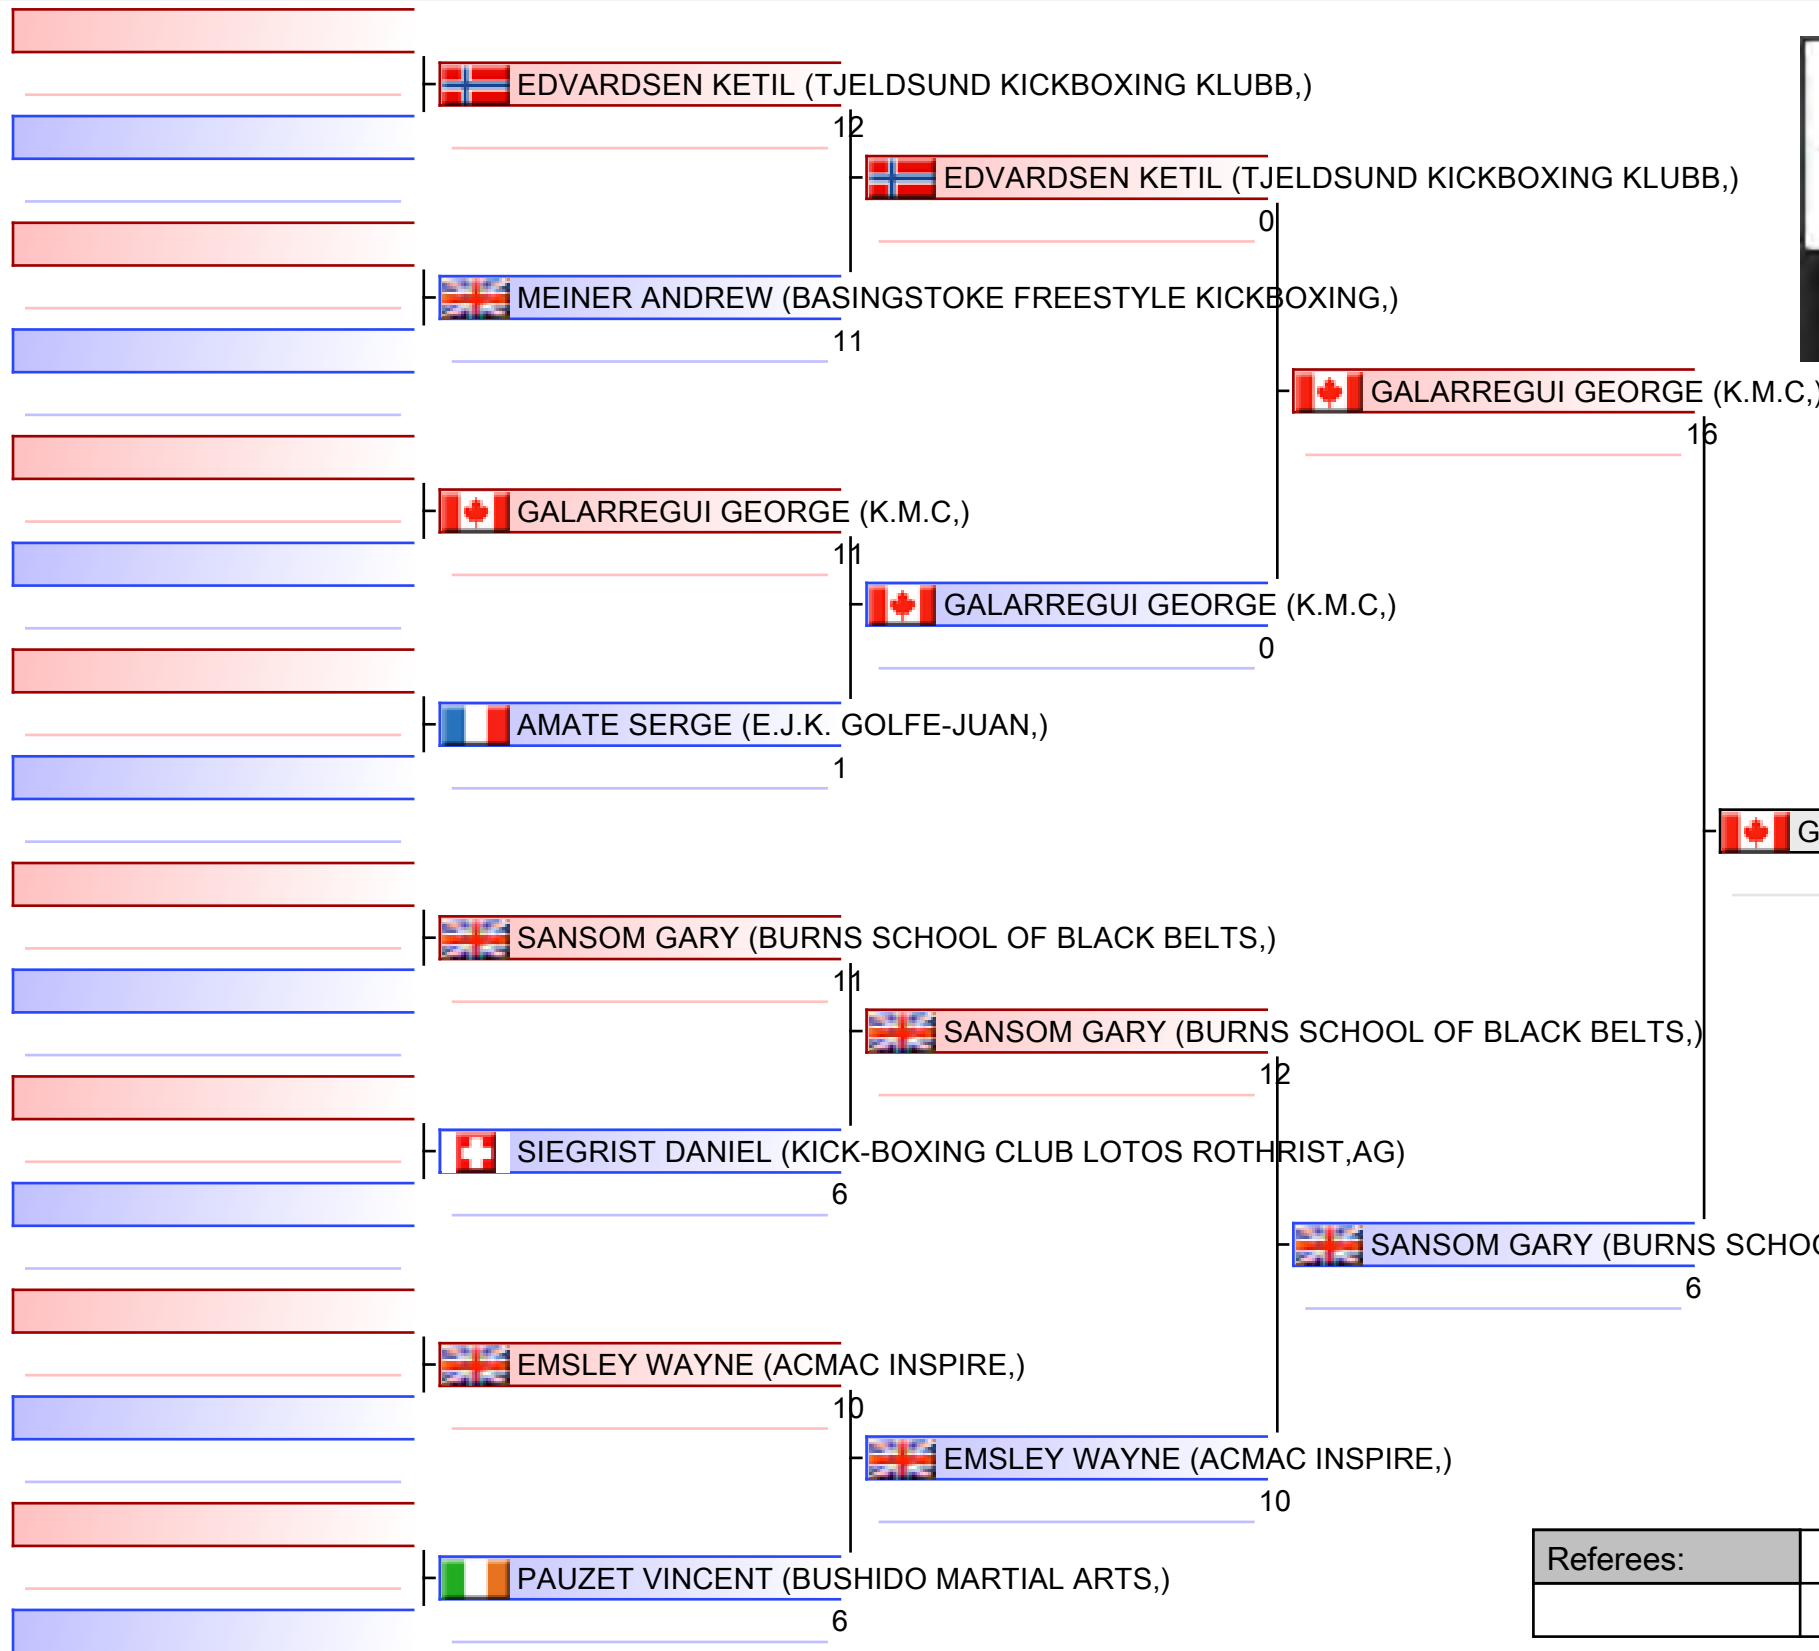 EDVARDSEN KETIL (TJELDSUND KICKBOXING KLUBB,)
12
EDVARDSEN KETIL (TJELDSUND KICKBOXING KLUBB,)
0
MEINER ANDREW (BASINGSTOKE FREESTYLE KICKBOXING,)
11
GALARREGUI GEORGE (K.M.C,)
16
GALARREGUI GEORGE (K.M.C,)
11
GALARREGUI GEORGE (K.M.C,)
0
AMATE SERGE (E.J.K. GOLFE-JUAN,)
1
G
SANSOM GARY (BURNS SCHOOL OF BLACK BELTS,)
11
SANSOM GARY (BURNS SCHOOL OF BLACK BELTS,)
12
SIEGRIST DANIEL (KICK-BOXING CLUB LOTOS ROTHRIST,AG)
6
SANSOM GARY (BURNS SCHOO
6
EMSLEY WAYNE (ACMAC INSPIRE,)
10
EMSLEY WAYNE (ACMAC INSPIRE,)
10
PAUZET VINCENT (BUSHIDO MARTIAL ARTS,)
6
Referees: